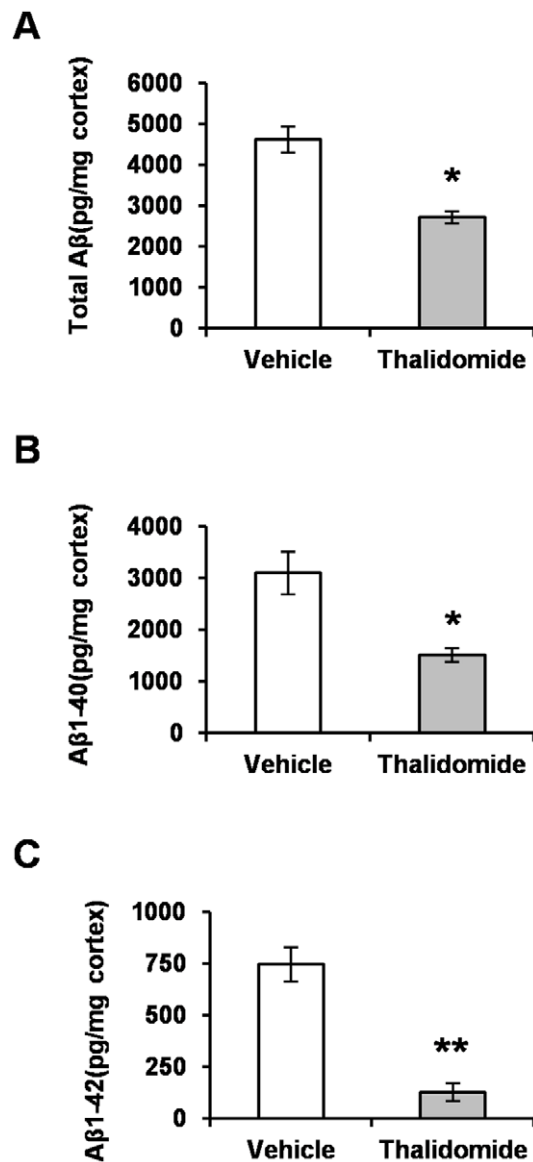 A
Total Aβ(pg/mg cortex)
6000
5000
4000
3000
2000
1000
0
*
Vehicle Thalidomide
B
Aβ1-40(pg/mg cortex)
4000
3000
2000
1000
0
*
Vehicle Thalidomide
C
Aβ1-42(pg/mg cortex)
1000
750
500
250
0
**
Vehicle Thalidomide